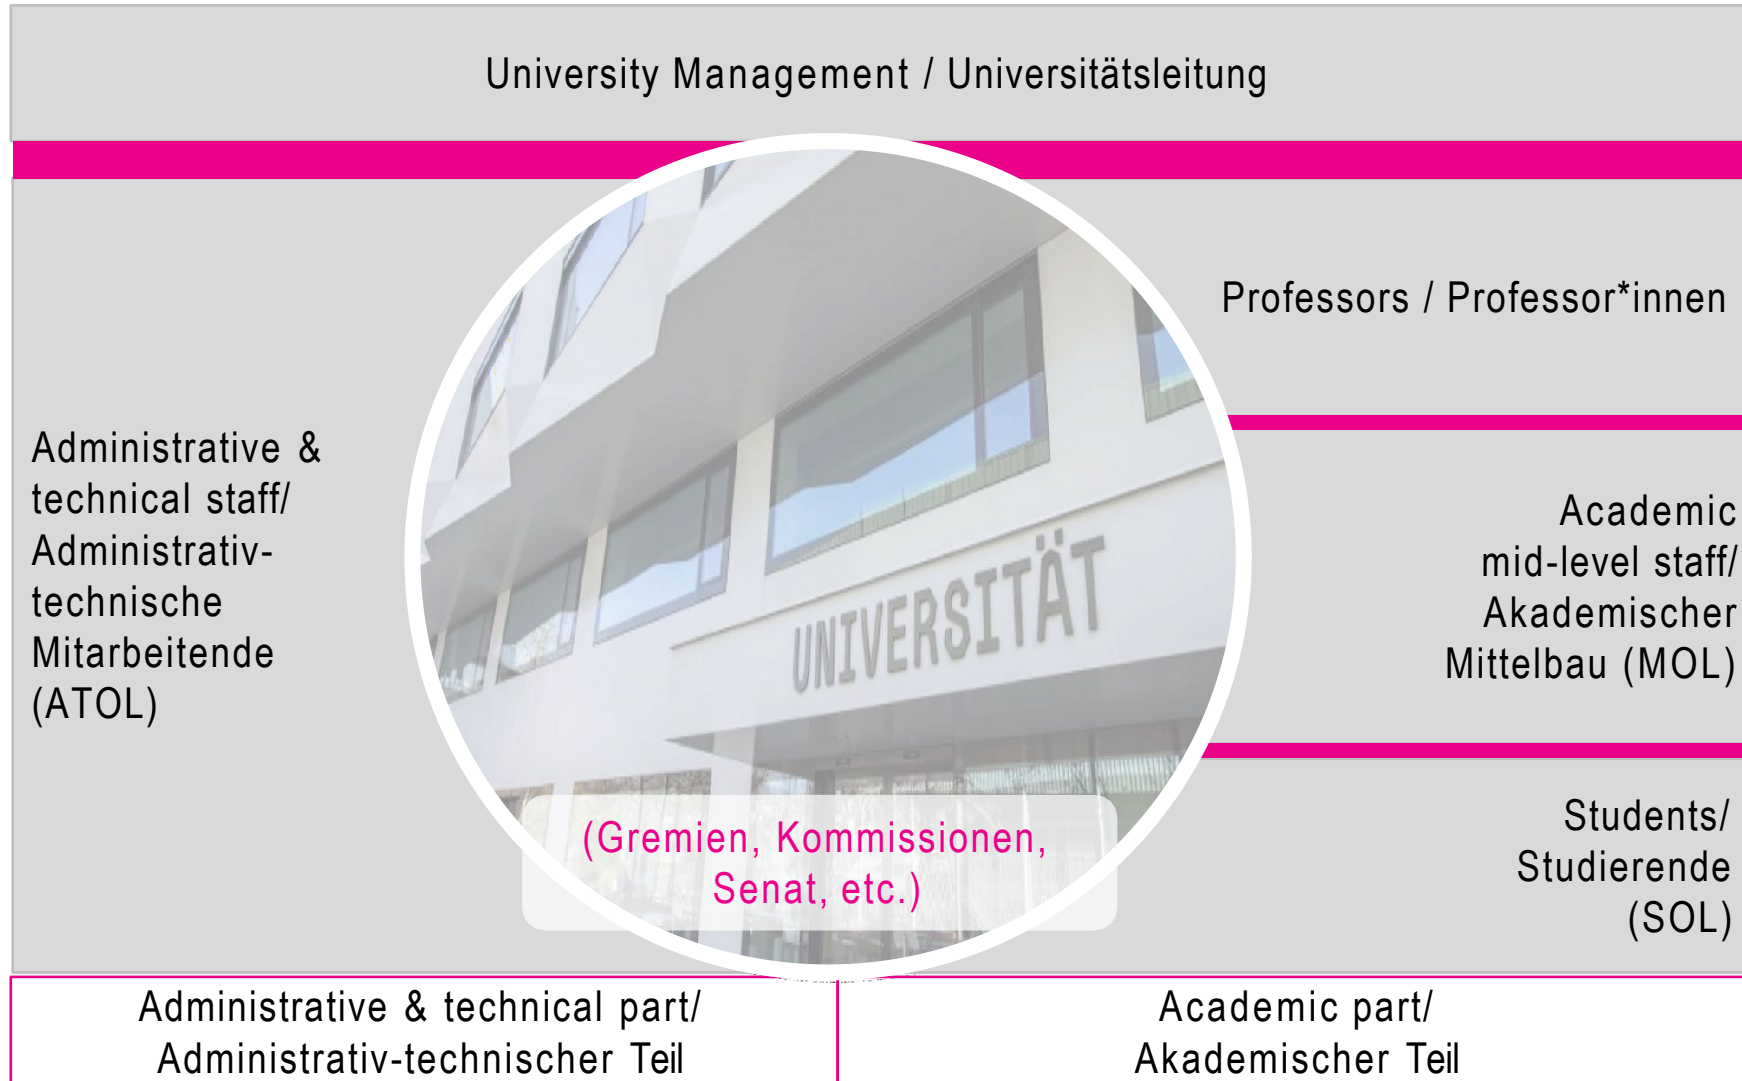 University Management / Universitätsleitung
Administrative &
technical staff/
Administrativ-
technische
Mitarbeitende
(ATOL)
UNIVERSITÄT
(Gremien, Kommissionen,
Senat, etc.)
Professors / Professor*innen
Academic
mid-level staff/
Akademischer
Mittelbau (MOL)
Students/
Studierende
(SOL)
Administrative & technical part/
Administrativ-technischer Teil
Academic part/
Akademischer Teil